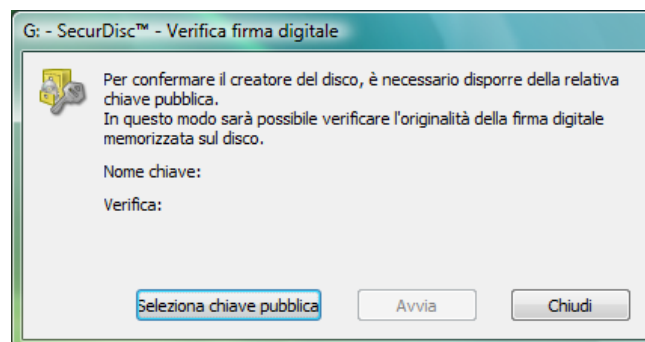 G: - SecurDisc™ - Verifica firma digitale
Per confermare il creatore del disco, è necessario disporre della relativa
chiave pubblica.
In questo modo sarà possibile verificare l'originalità della firma digitale
memorizzata sul disco.
Nome chiave:
Verifica:
Seleziona chiave pubblica
Avvia
Chiudi